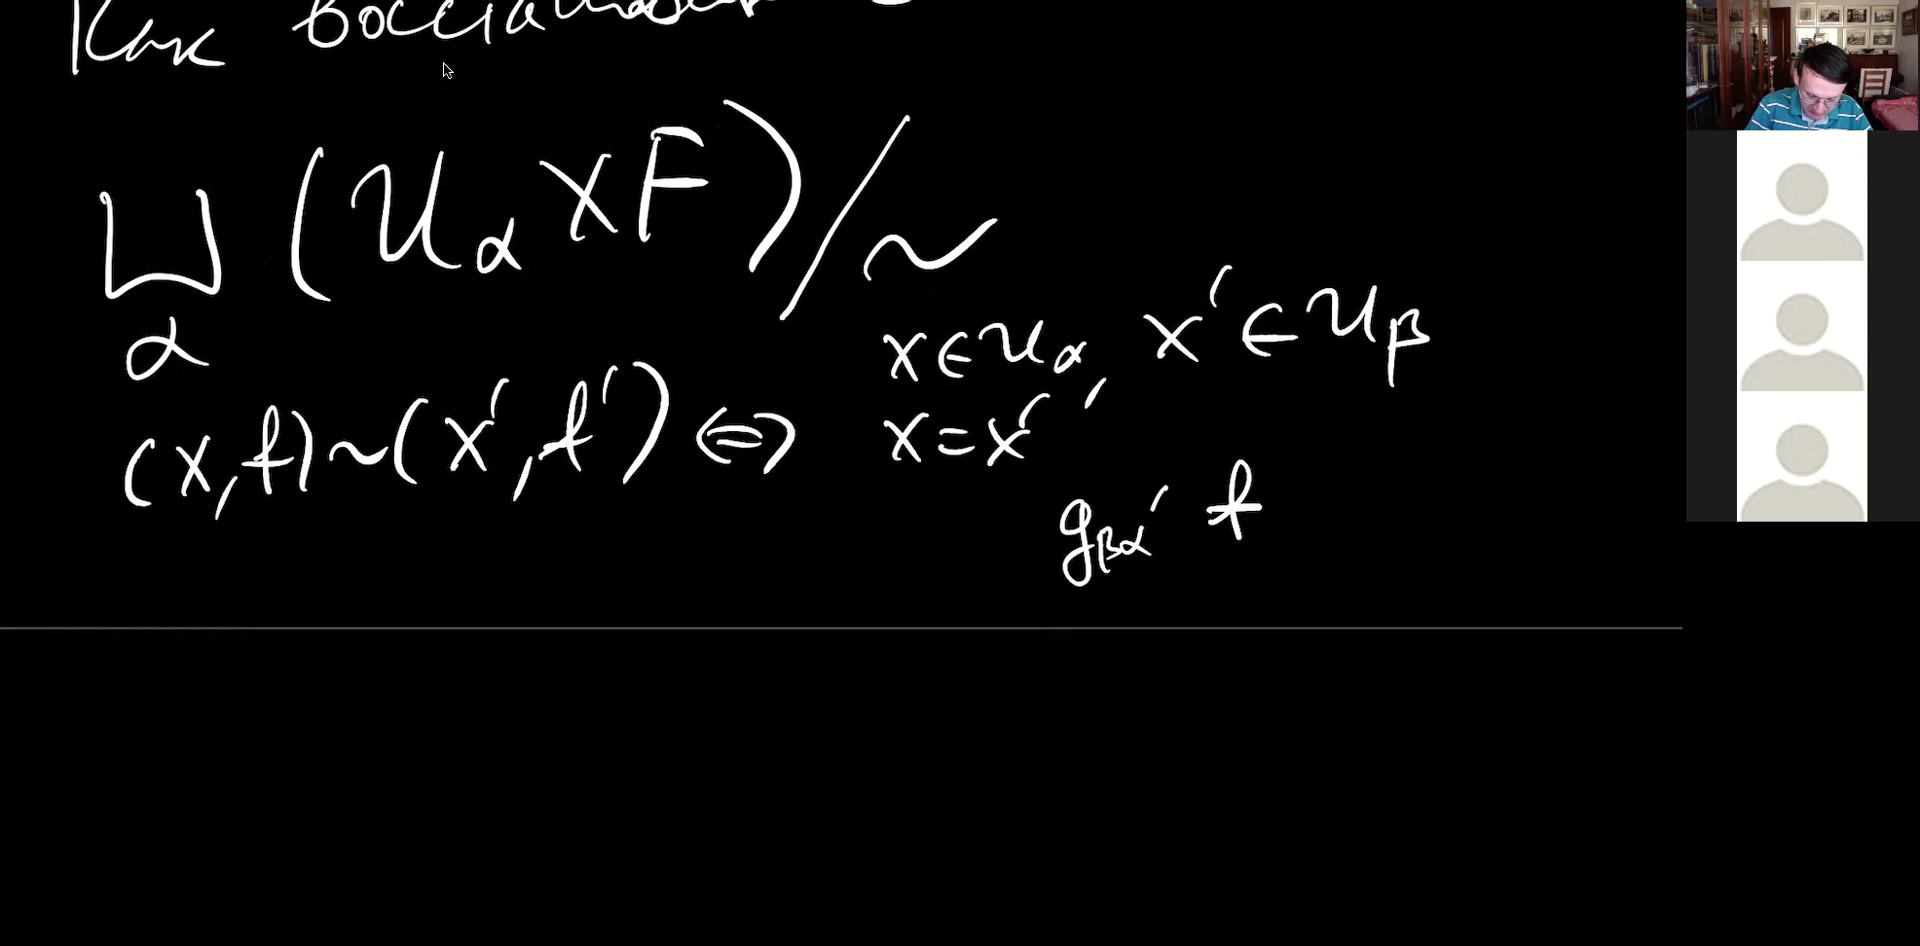 Как восстановить
⊔ (U_α × F) / ~
α
x ∈ U_α, x' ∈ U_β
(x, f) ~ (x', f') ⇔ x = x'
g_βα' f